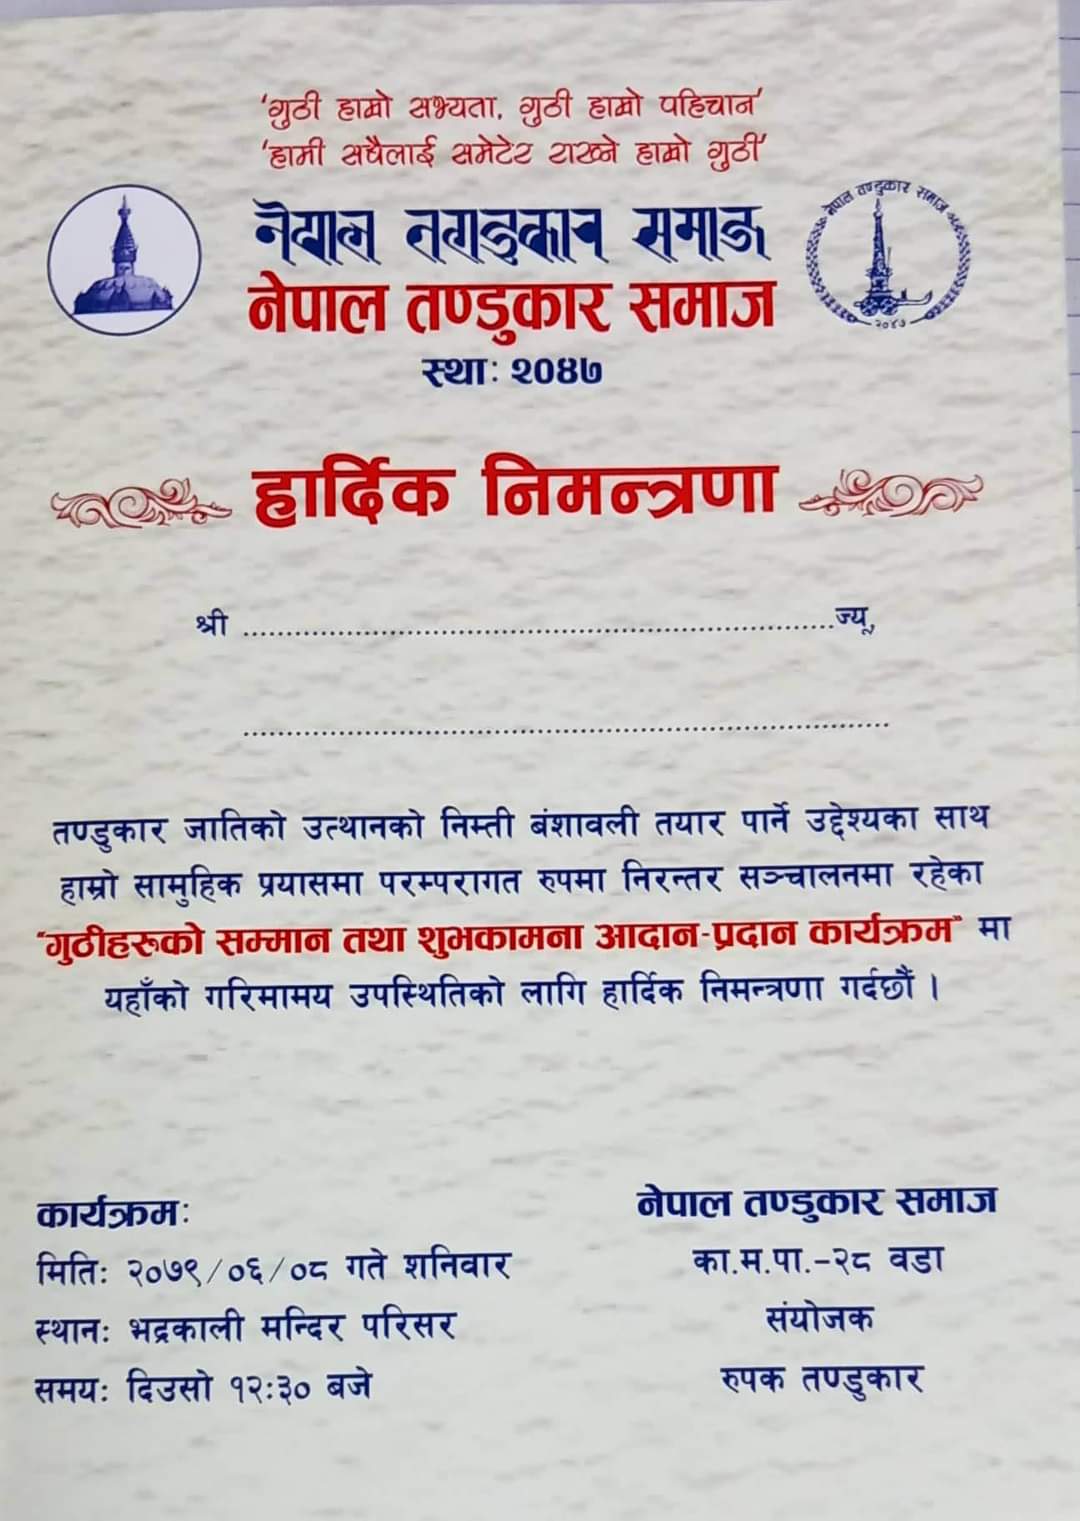 'गुठी हाम्रो सभ्यता, गुठी हाम्रो पहिचान'
'हामी सबैलाई समेटेर राख्ने हाम्रो गुठी'
𑐣𑐾𑐥𑐵𑐮 𑐟𑐞𑑂𑐜𑐸𑐎𑐵𑐬 𑐳𑐩𑐵𑐖
नेपाल तण्डुकार समाज
नेपाल तण्डुकार समाज
२०४७
स्था: २०४७
हार्दिक निमन्त्रणा
श्री ........................................................................ज्यू,
................................................................................
तण्डुकार जातिको उत्थानको निम्ती बंशावली तयार पार्ने उद्देश्यका साथ
हाम्रो सामुहिक प्रयासमा परम्परागत रुपमा निरन्तर सञ्चालनमा रहेका
"गुठीहरुको सम्मान तथा शुभकामना आदान-प्रदान कार्यक्रम" मा
यहाँको गरिमामय उपस्थितिको लागि हार्दिक निमन्त्रणा गर्दछौं ।
कार्यक्रम:
मिति: २०७९/०६/०८ गते शनिवार
स्थान: भद्रकाली मन्दिर परिसर
समय: दिउसो १२:३० बजे
नेपाल तण्डुकार समाज
का.म.पा.-२८ वडा
संयोजक
रुपक तण्डुकार